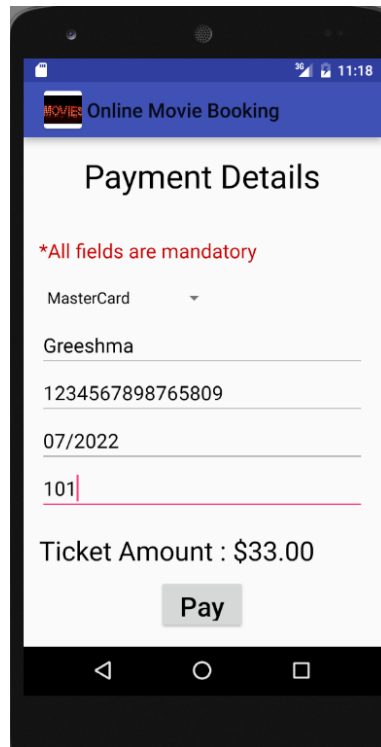 3G 11:18
MOVIES Online Movie Booking
Payment Details
*All fields are mandatory
MasterCard
Greeshma
1234567898765809
07/2022
101
Ticket Amount : $33.00
Pay